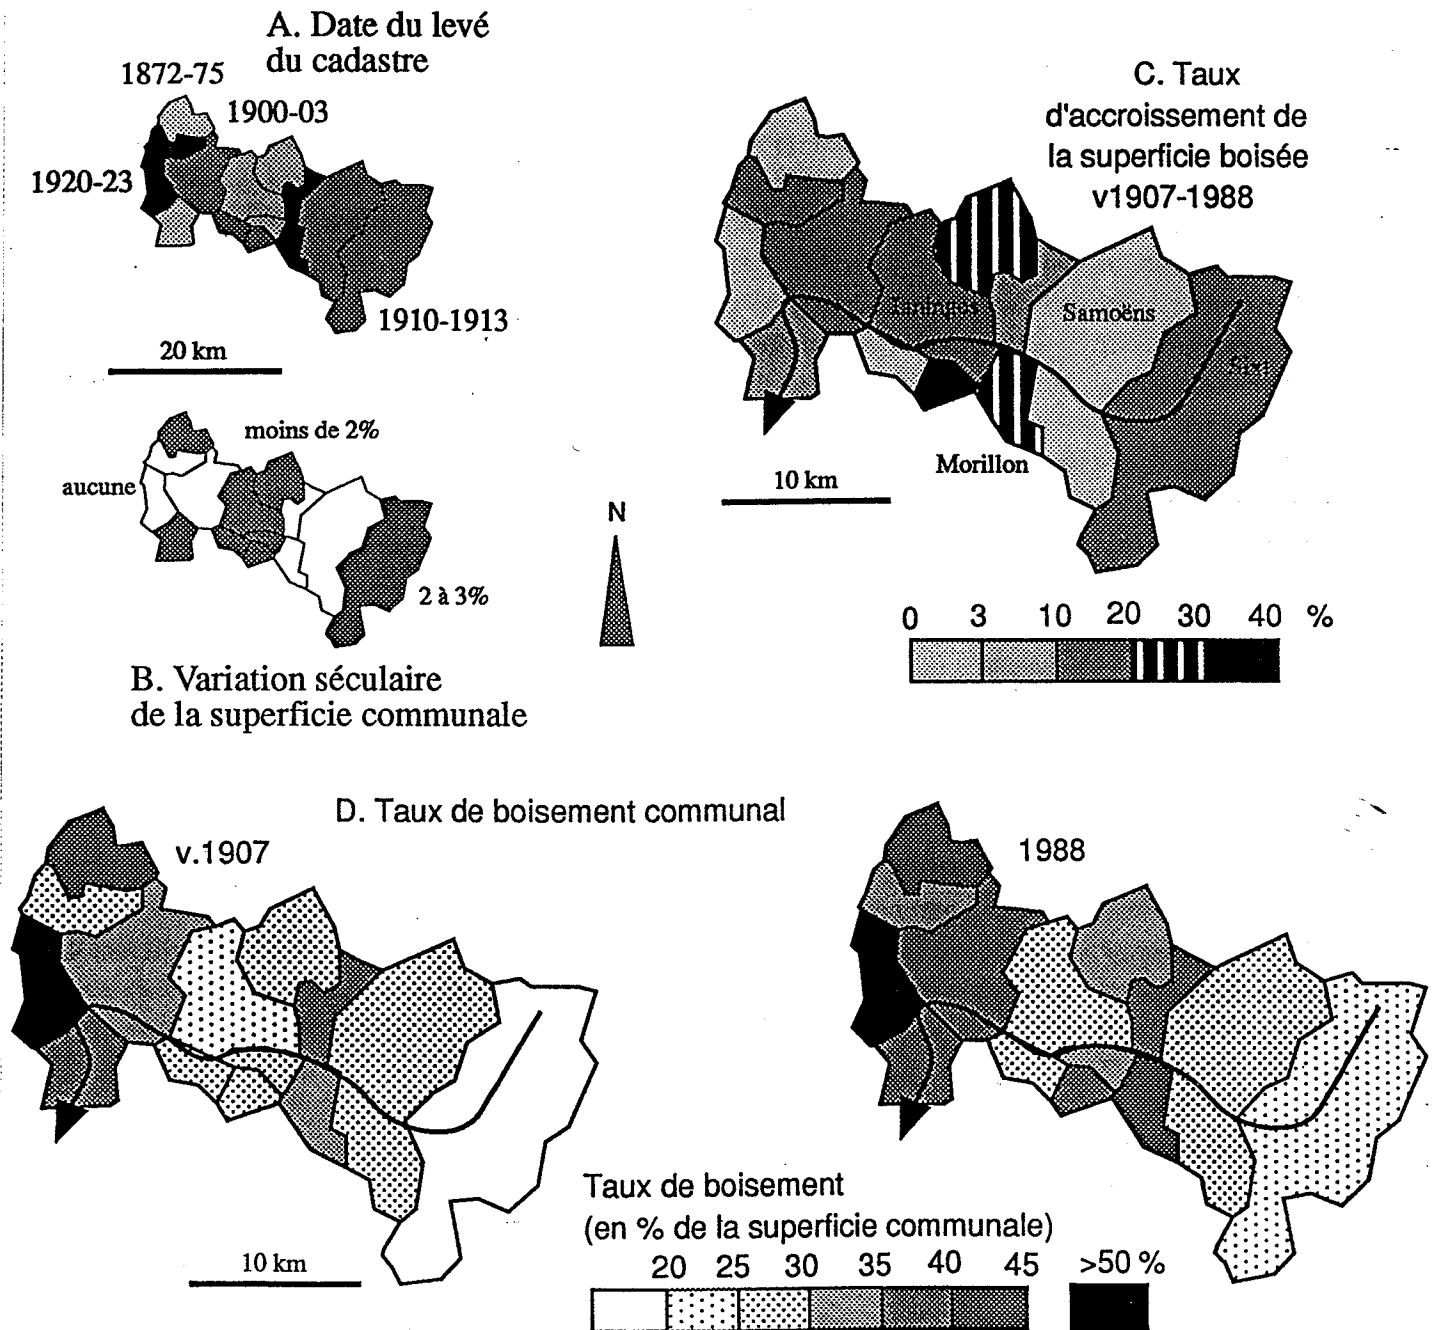 A. Date du levé
du cadastre
1872-75
1900-03
1920-23
1910-1913
20 km
moins de 2%
aucune
2 à 3%
B. Variation séculaire
de la superficie communale
N
C. Taux
d'accroissement de
la superficie boisée
v1907-1988
Taninges
Samoëns
Sixt
Morillon
10 km
0 3 10 20 30 40 %
D. Taux de boisement communal
v.1907
1988
10 km
Taux de boisement
(en % de la superficie communale)
20 25 30 35 40 45 >50 %